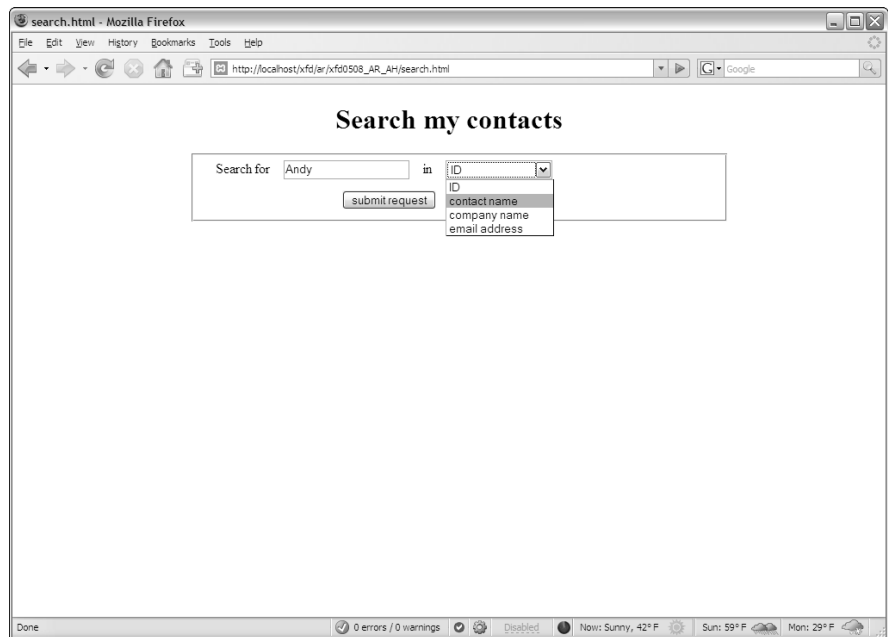 search.html - Mozilla Firefox
File Edit View History Bookmarks Tools Help
http://localhost/xfd/ar/xfd0508_AR_AH/search.html G Google
Search my contacts
Search for Andy in ID
ID
submit request contact name
company name
email address
Done 0 errors / 0 warnings Disabled Now: Sunny, 42° F Sun: 59° F Mon: 29° F